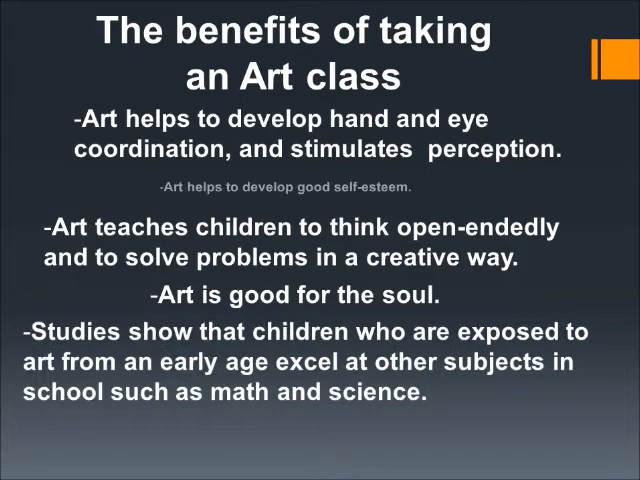 The benefits of taking
an Art class
-Art helps to develop hand and eye
coordination, and stimulates  perception.
-Art helps to develop good self-esteem.
-Art teaches children to think open-endedly
and to solve problems in a creative way.
-Art is good for the soul.
-Studies show that children who are exposed to
art from an early age excel at other subjects in
school such as math and science.